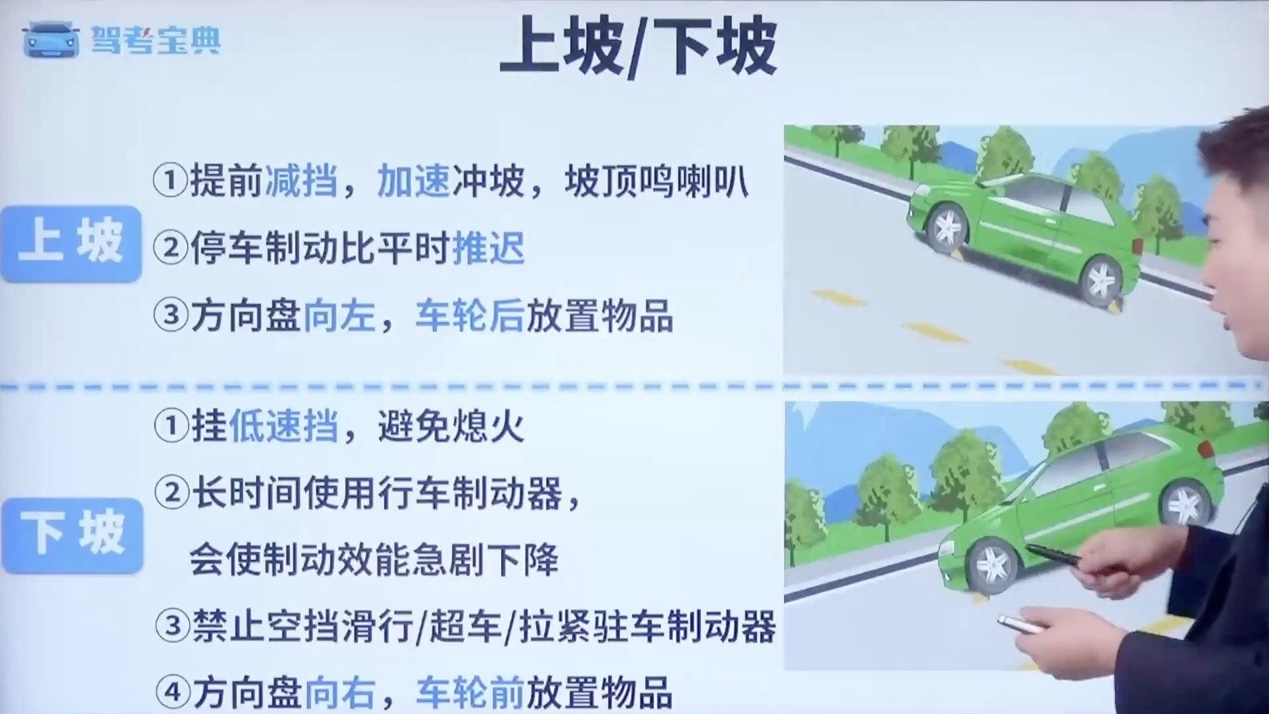 驾考宝典
上坡/下坡
上坡
①提前减挡，加速冲坡，坡顶鸣喇叭
②停车制动比平时推迟
③方向盘向左，车轮后放置物品
下坡
①挂低速挡，避免熄火
②长时间使用行车制动器，
会使制动效能急剧下降
③禁止空挡滑行/超车/拉紧驻车制动器
④方向盘向右，车轮前放置物品